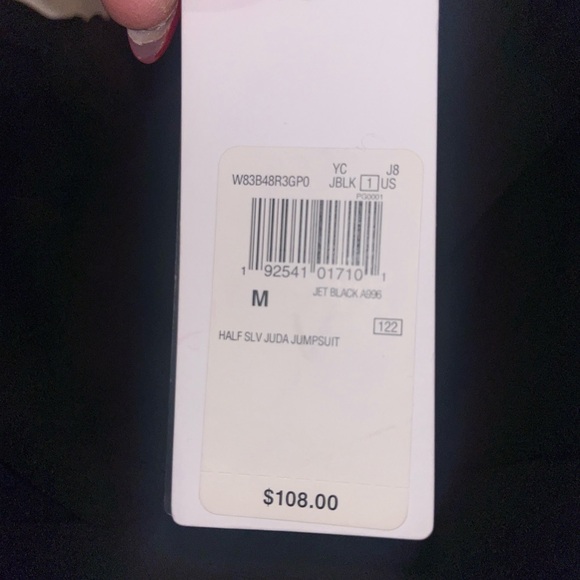 YC J8
W83B48R3GP0 JBLK 1 US
PG0001
1 92541 01710 1
M JET BLACK A996
122
HALF SLV JUDA JUMPSUIT
$108.00